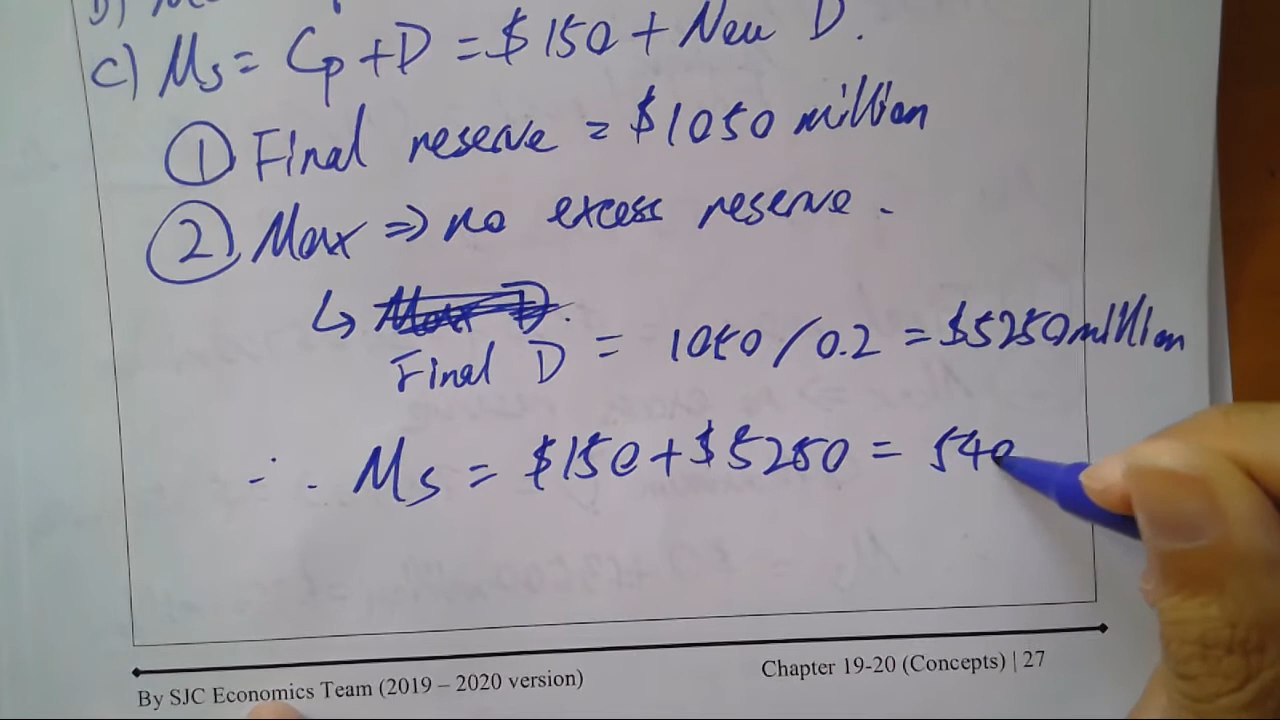 c) Ms = Cp + D = $150 + New D.
① Final reserve = $1050 million
② Max ⇒ no excess reserve.
↳
Final D = 1050 / 0.2 = $5250 million
∴ Ms = $150 + $5250 = 540
By SJC Economics Team (2019 – 2020 version)
Chapter 19-20 (Concepts) | 27